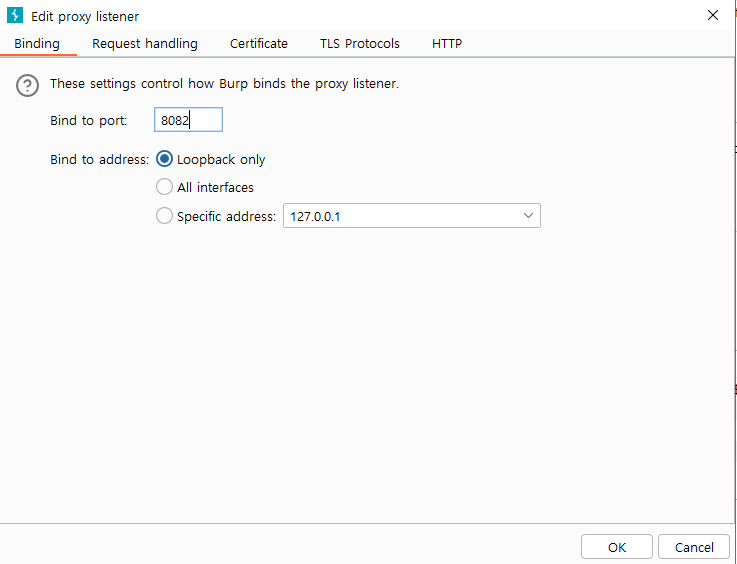 Edit proxy listener
Binding Request handling Certificate TLS Protocols HTTP
? These settings control how Burp binds the proxy listener.
Bind to port: 8082
Bind to address: Loopback only
All interfaces
Specific address: 127.0.0.1
OK Cancel